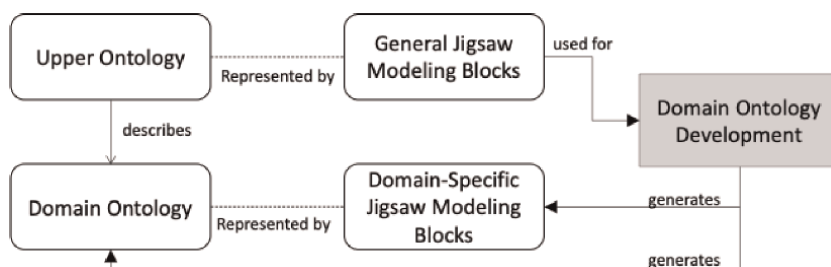 Upper Ontology
Represented by
General Jigsaw
Modeling Blocks
used for
Domain Ontology
Development
describes
Domain Ontology
Represented by
Domain-Specific
Jigsaw Modeling
Blocks
generates
generates